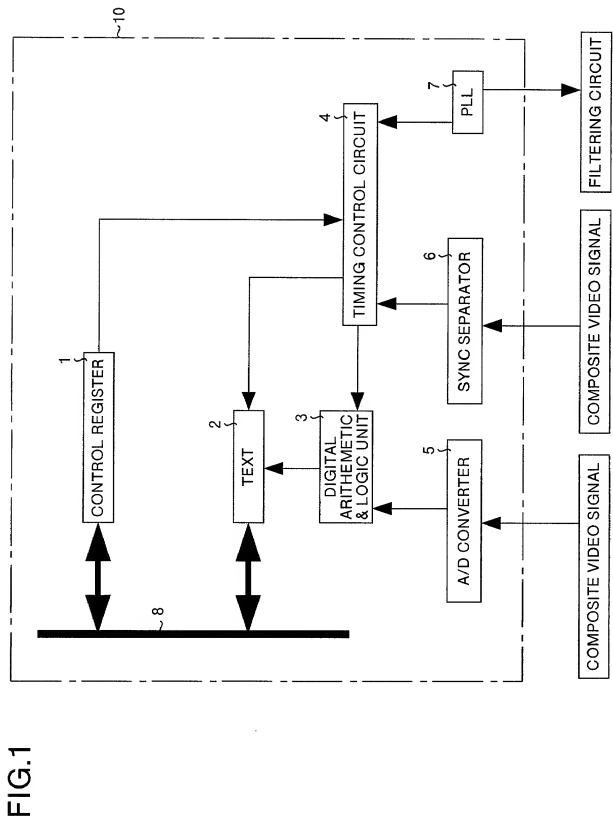 FIG.1
10
8
CONTROL REGISTER
1
TEXT
2
DIGITAL
ARITHEMETIC
& LOGIC UNIT
3
TIMING CONTROL CIRCUIT
4
A/D CONVERTER
5
SYNC SEPARATOR
6
PLL
7
COMPOSITE VIDEO SIGNAL
COMPOSITE VIDEO SIGNAL
FILTERING CIRCUIT